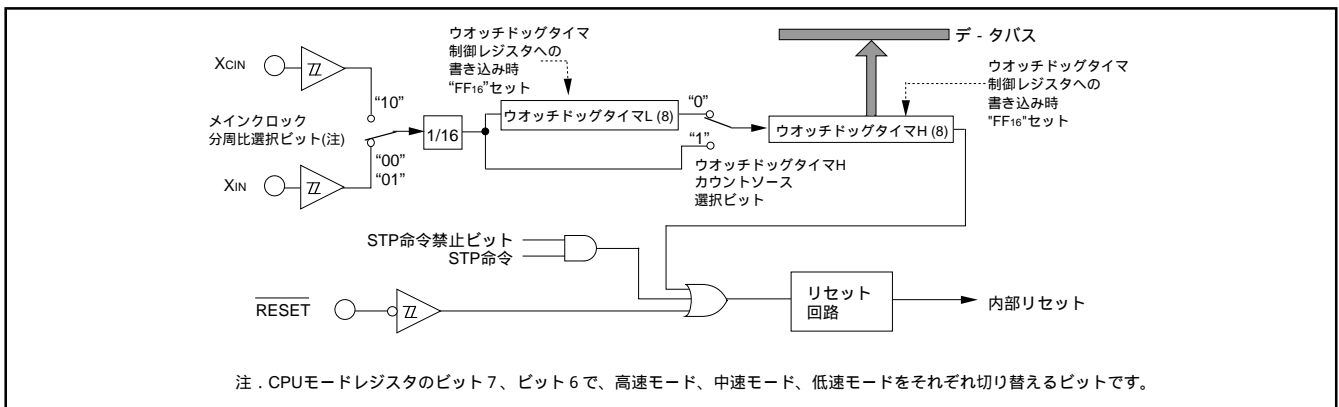 ウオッチドッグタイマ
制御レジスタへの
書き込み時
“FF16”セット
デ - タバス
ウオッチドッグタイマ
制御レジスタへの
書き込み時
"FF16"セット
XCIN
“10”
メインクロック
分周比選択ビット(注)
1/16
ウオッチドッグタイマL (8)
“0”
ウオッチドッグタイマH (8)
“1”
“00”
“01”
XIN
ウオッチドッグタイマH
カウントソース
選択ビット
STP命令禁止ビット
STP命令
RESET
リセット
回路
内部リセット
注．CPUモードレジスタのビット７、ビット６で、高速モード、中速モード、低速モードをそれぞれ切り替えるビットです。